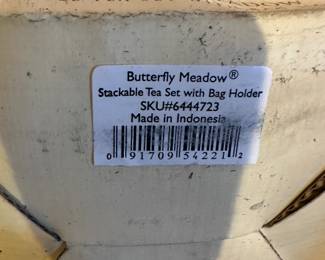 Butterfly Meadow®
Stackable Tea Set with Bag Holder
SKU#6444723
Made in Indonesia
0 91709 54221 2